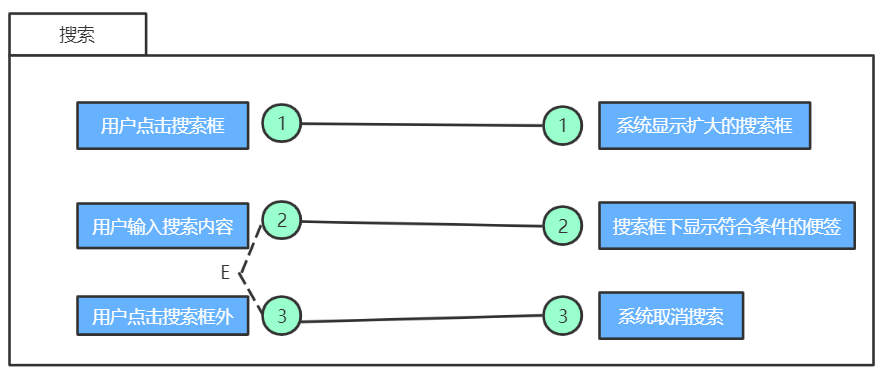 搜索
用户点击搜索框
1
1
系统显示扩大的搜索框
用户输入搜索内容
2
2
搜索框下显示符合条件的便签
E
用户点击搜索框外
3
3
系统取消搜索